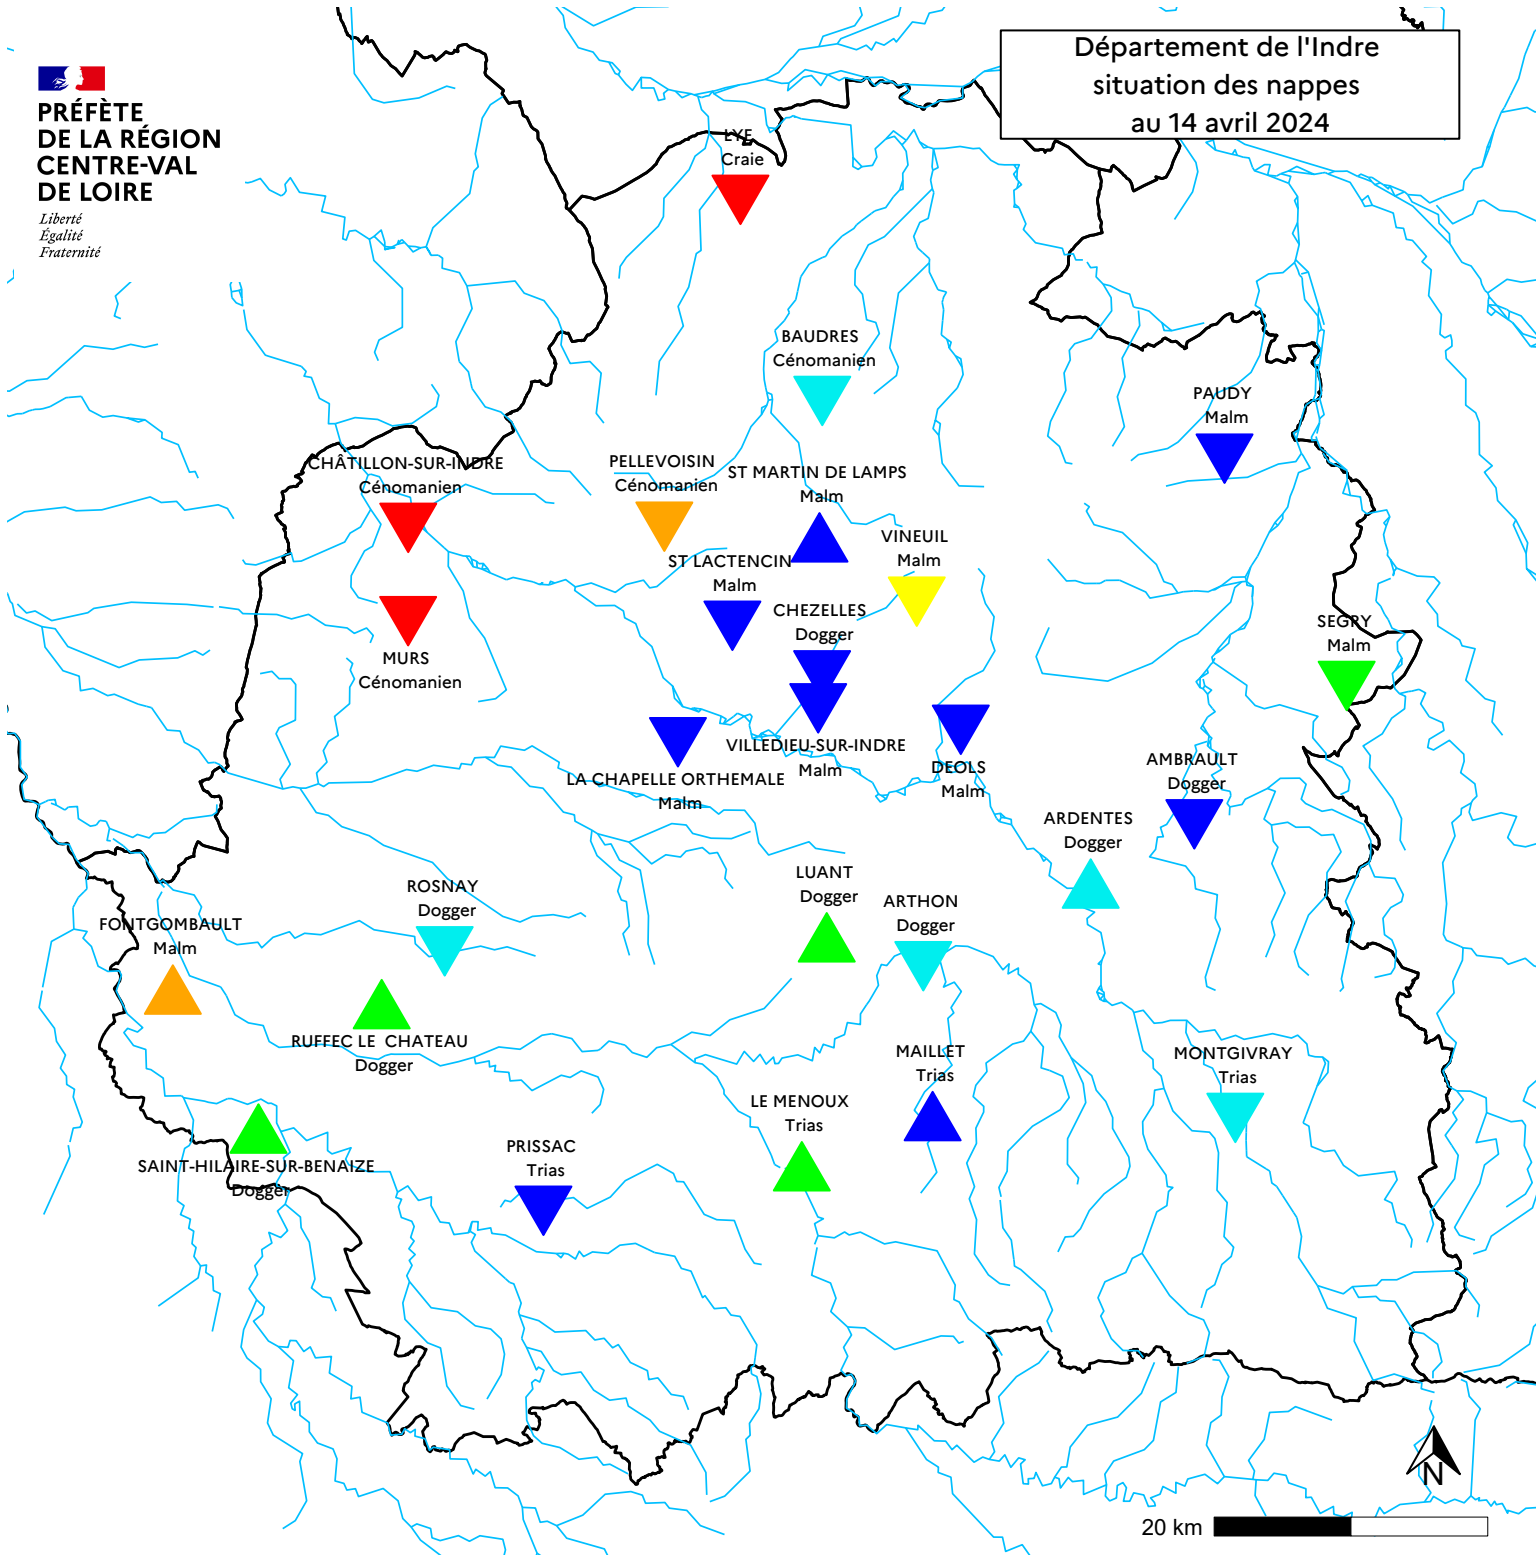 Département de l'Indre
situation des nappes
au 14 avril 2024
PRÉFÈTE
DE LA RÉGION
CENTRE-VAL
DE LOIRE
Liberté
Égalité
Fraternité
LYE
Craie
BAUDRES
Cénomanien
PAUDY
Malm
CHÂTILLON-SUR-INDRE
Cénomanien
PELLEVOISIN
Cénomanien
ST MARTIN DE LAMPS
Malm
VINEUIL
Malm
ST LACTENCIN
Malm
CHEZELLES
Dogger
SEGRY
Malm
MURS
Cénomanien
VILLEDIEU-SUR-INDRE
Malm
LA CHAPELLE ORTHEMALE
Malm
DEOLS
Malm
AMBRAULT
Dogger
ARDENTES
Dogger
LUANT
Dogger
ROSNAY
Dogger
ARTHON
Dogger
FONTGOMBAULT
Malm
RUFFEC LE CHATEAU
Dogger
MAILLET
Trias
MONTGIVRAY
Trias
LE MENOUX
Trias
PRISSAC
Trias
SAINT-HILAIRE-SUR-BENAIZE
Dogger
N
20 km